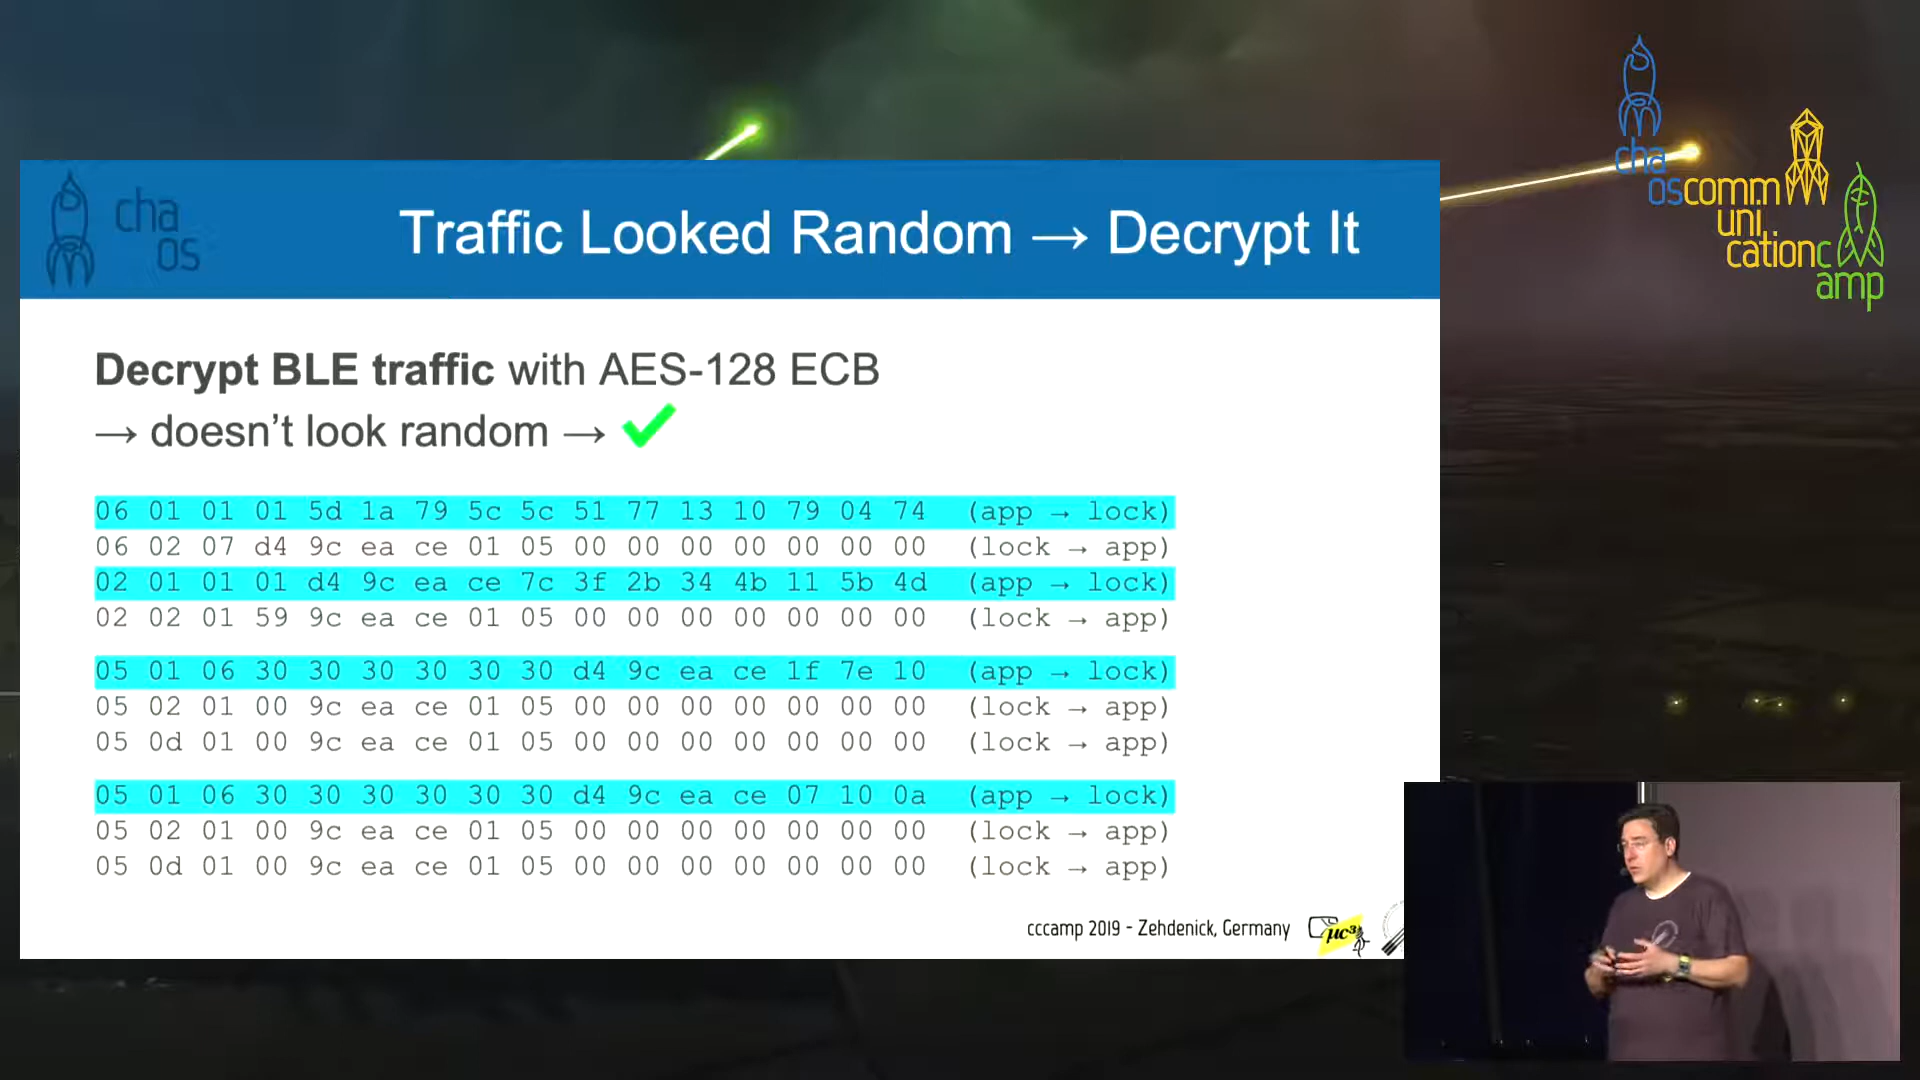 cha
os
Traffic Looked Random → Decrypt It
Decrypt BLE traffic with AES-128 ECB
→ doesn't look random → ✔
06 01 01 01 5d 1a 79 5c 5c 51 77 13 10 79 04 74 (app → lock)
06 02 07 d4 9c ea ce 01 05 00 00 00 00 00 00 00 (lock → app)
02 01 01 01 d4 9c ea ce 7c 3f 2b 34 4b 11 5b 4d (app → lock)
02 02 01 59 9c ea ce 01 05 00 00 00 00 00 00 00 (lock → app)
05 01 06 30 30 30 30 30 30 d4 9c ea ce 1f 7e 10 (app → lock)
05 02 01 00 9c ea ce 01 05 00 00 00 00 00 00 00 (lock → app)
05 0d 01 00 9c ea ce 01 05 00 00 00 00 00 00 00 (lock → app)
05 01 06 30 30 30 30 30 30 d4 9c ea ce 07 10 0a (app → lock)
05 02 01 00 9c ea ce 01 05 00 00 00 00 00 00 00 (lock → app)
05 0d 01 00 9c ea ce 01 05 00 00 00 00 00 00 00 (lock → app)
cccamp 2019 - Zehdenick, Germany
µc³
cha
oscomm
uni
cationc
amp